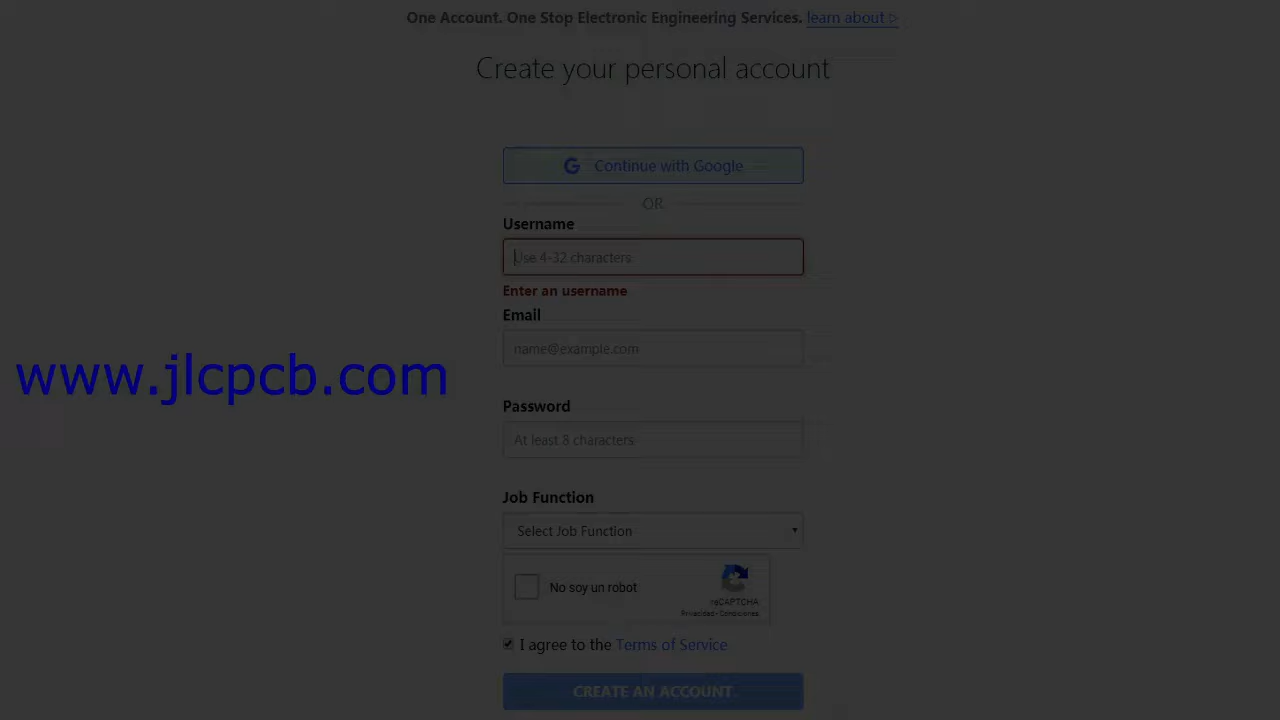 One Account. One Stop Electronic Engineering Services. learn about ▷
Create your personal account
Continue with Google
OR
Username
Use 4-32 characters
Enter an username
Email
name@example.com
www.jlcpcb.com
Password
At least 8 characters
Job Function
Select Job Function
No soy un robot
reCAPTCHA
Privacidad - Condiciones
I agree to the Terms of Service
CREATE AN ACCOUNT